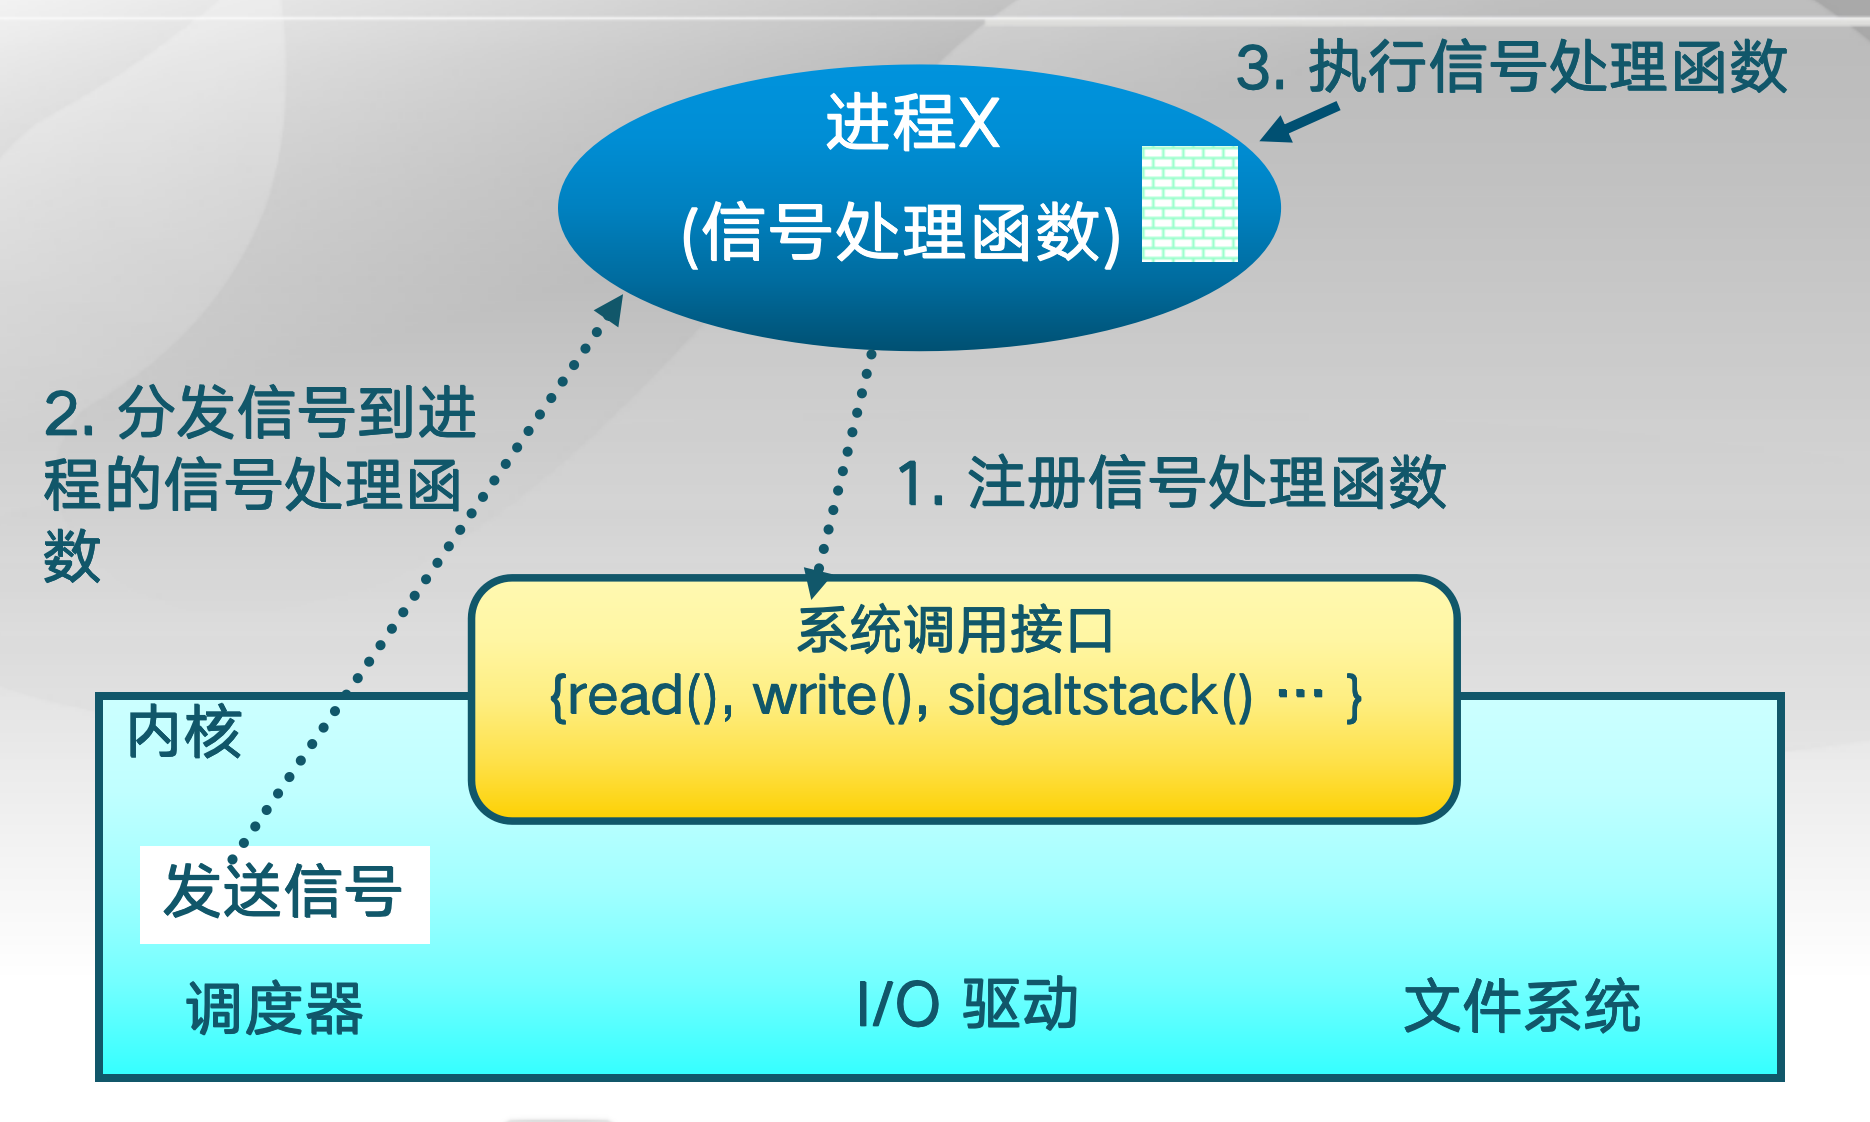 3. 执行信号处理函数
进程X
(信号处理函数)
2. 分发信号到进
程的信号处理函
数
1. 注册信号处理函数
系统调用接口
{read(), write(), sigaltstack() … }
内核
发送信号
调度器
I/O 驱动
文件系统